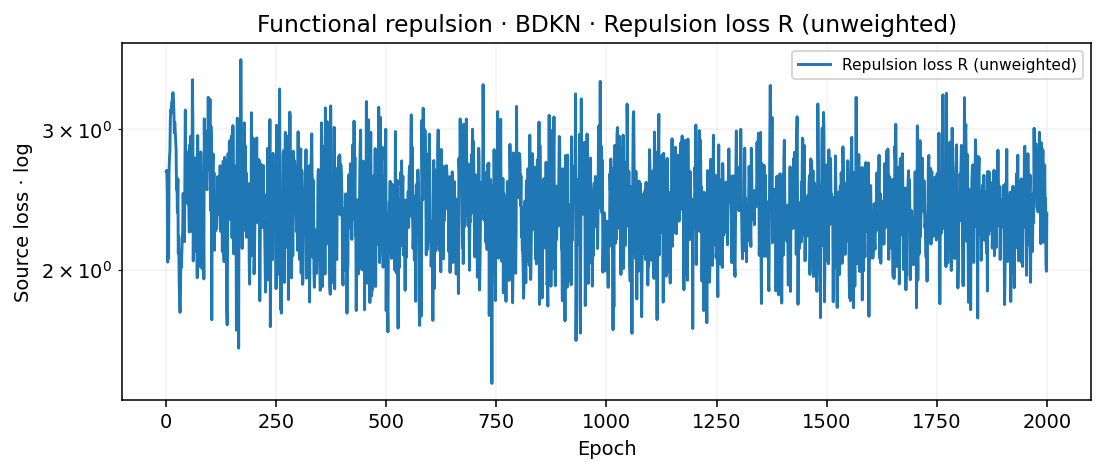 Functional repulsion · BDKN · Repulsion loss R (unweighted)
Repulsion loss R (unweighted)
Source loss · log
3 × 10⁰
2 × 10⁰
0 250 500 750 1000 1250 1500 1750 2000
Epoch